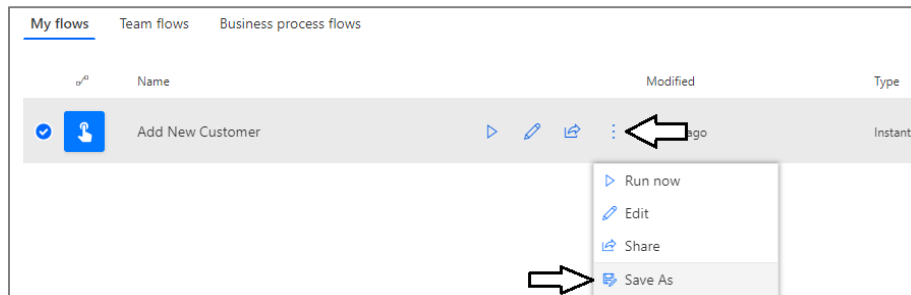 My flows Team flows Business process flows
Name Modified Type
Add New Customer ago Instant
Run now
Edit
Share
Save As